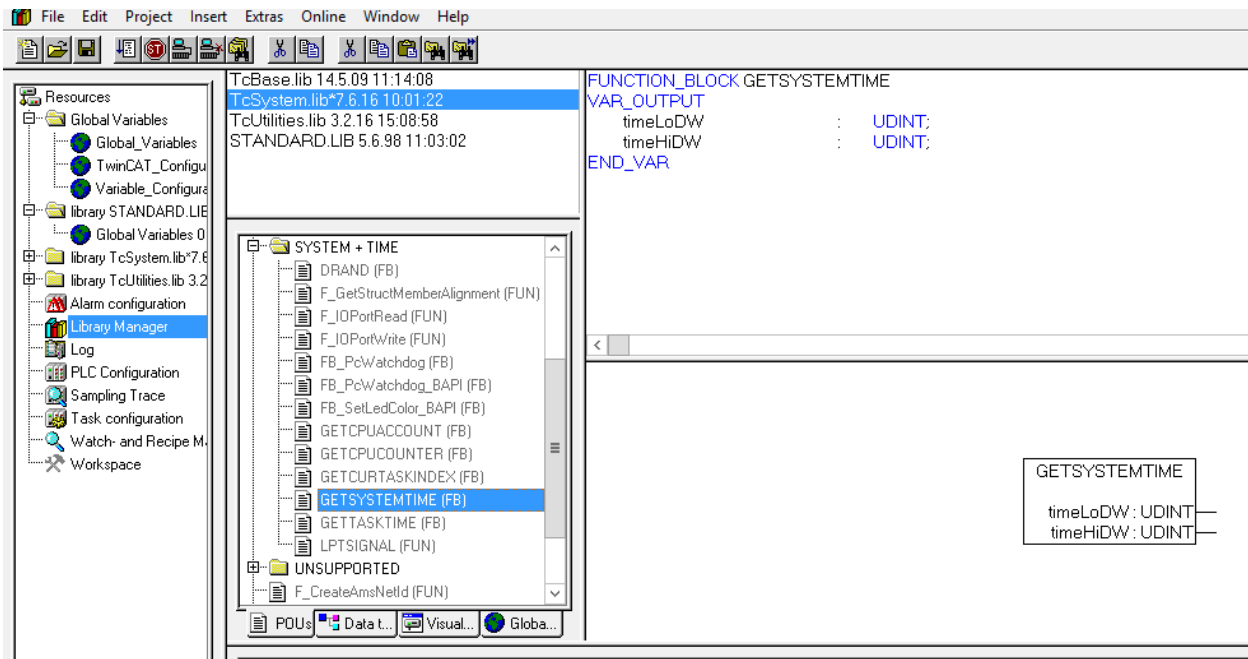 File Edit Project Insert Extras Online Window Help
Resources
Global Variables
Global_Variables
TwinCAT_Configu
Variable_Configura
library STANDARD.LIB
Global Variables 0
library TcSystem.lib*7.6
library TcUtilities.lib 3.2
Alarm configuration
Library Manager
Log
PLC Configuration
Sampling Trace
Task configuration
Watch- and Recipe M
Workspace
TcBase.lib 14.5.09 11:14:08
TcSystem.lib*7.6.16 10:01:22
TcUtilities.lib 3.2.16 15:08:58
STANDARD.LIB 5.6.98 11:03:02
SYSTEM + TIME
DRAND (FB)
F_GetStructMemberAlignment (FUN)
F_IOPortRead (FUN)
F_IOPortWrite (FUN)
FB_PcWatchdog (FB)
FB_PcWatchdog_BAPI (FB)
FB_SetLedColor_BAPI (FB)
GETCPUACCOUNT (FB)
GETCPUCOUNTER (FB)
GETCURTASKINDEX (FB)
GETSYSTEMTIME (FB)
GETTASKTIME (FB)
LPTSIGNAL (FUN)
UNSUPPORTED
F_CreateAmsNetId (FUN)
POUs Data t... Visual... Globa...
FUNCTION_BLOCK GETSYSTEMTIME
VAR_OUTPUT
timeLoDW : UDINT;
timeHiDW : UDINT;
END_VAR
GETSYSTEMTIME
timeLoDW : UDINT
timeHiDW : UDINT